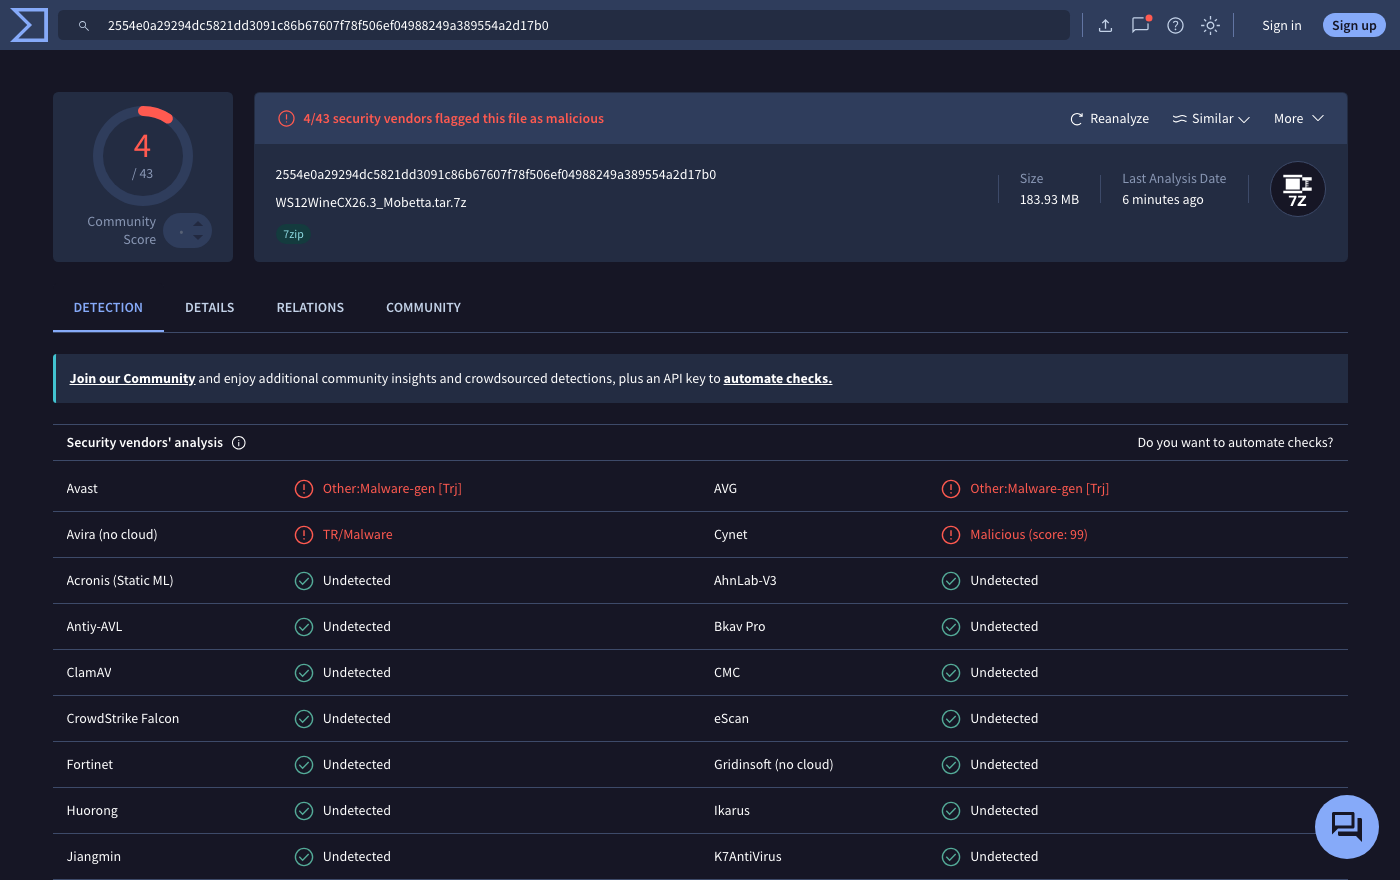 2554e0a29294dc5821dd3091c86b67607f78f506ef04988249a389554a2d17b0
Sign in
Sign up
4
/ 43
Community
Score
4/43 security vendors flagged this file as malicious
Reanalyze
Similar
More
2554e0a29294dc5821dd3091c86b67607f78f506ef04988249a389554a2d17b0
WS12WineCX26.3_Mobetta.tar.7z
7zip
Size
183.93 MB
Last Analysis Date
6 minutes ago
7Z
DETECTION
DETAILS
RELATIONS
COMMUNITY
Join our Community and enjoy additional community insights and crowdsourced detections, plus an API key to automate checks.
Security vendors' analysis
Do you want to automate checks?
Avast
Other:Malware-gen [Trj]
AVG
Other:Malware-gen [Trj]
Avira (no cloud)
TR/Malware
Cynet
Malicious (score: 99)
Acronis (Static ML)
Undetected
AhnLab-V3
Undetected
Antiy-AVL
Undetected
Bkav Pro
Undetected
ClamAV
Undetected
CMC
Undetected
CrowdStrike Falcon
Undetected
eScan
Undetected
Fortinet
Undetected
Gridinsoft (no cloud)
Undetected
Huorong
Undetected
Ikarus
Undetected
Jiangmin
Undetected
K7AntiVirus
Undetected